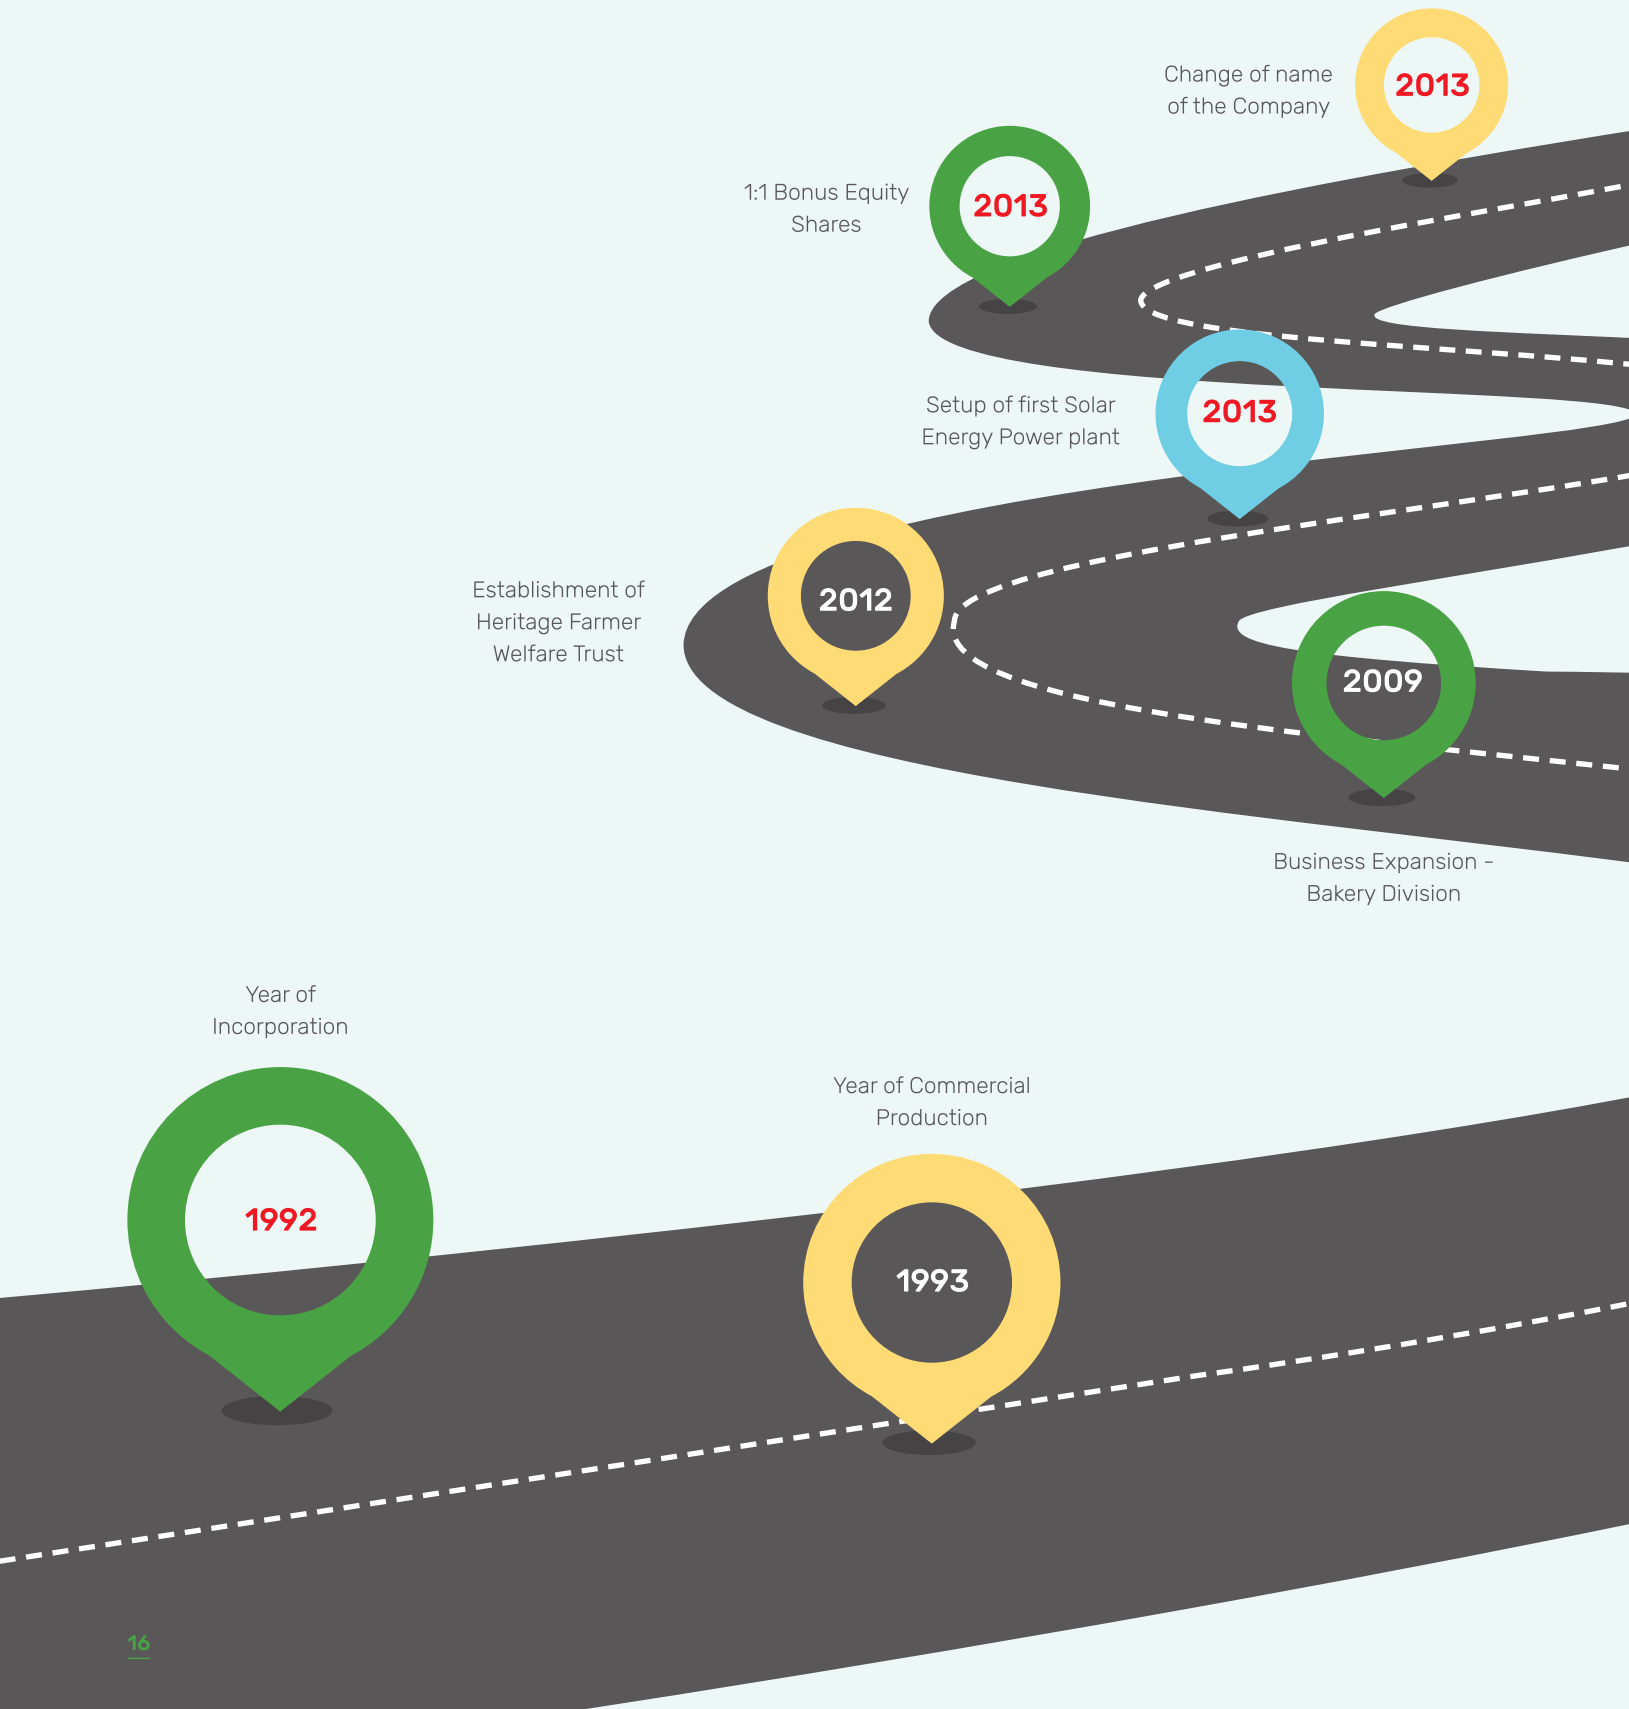 Change of name
of the Company
2013
1:1 Bonus Equity
Shares
2013
Setup of first Solar
Energy Power plant
2013
Establishment of
Heritage Farmer
Welfare Trust
2012
2009
Business Expansion -
Bakery Division
Year of
Incorporation
1992
Year of Commercial
Production
1993
16